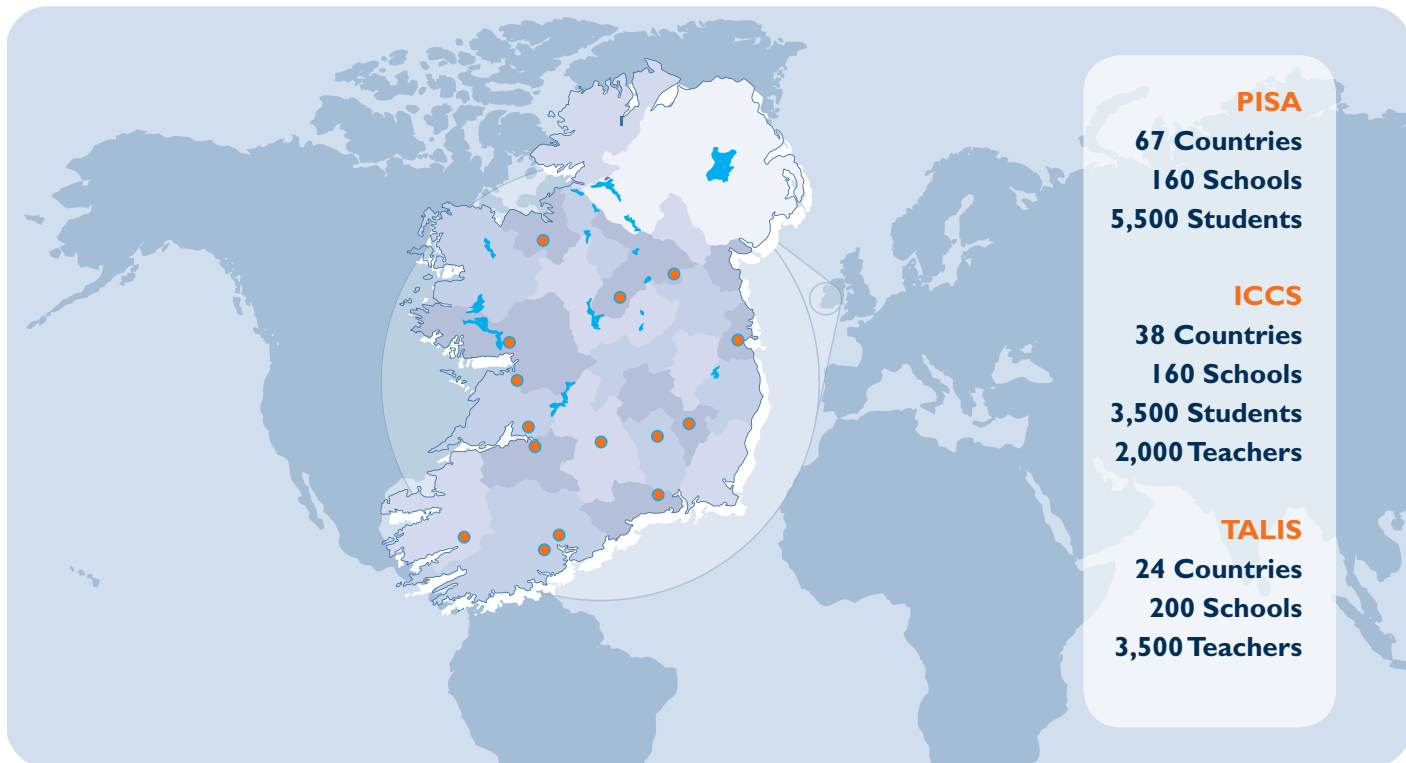 PISA
67 Countries
160 Schools
5,500 Students
ICCS
38 Countries
160 Schools
3,500 Students
2,000 Teachers
TALIS
24 Countries
200 Schools
3,500 Teachers